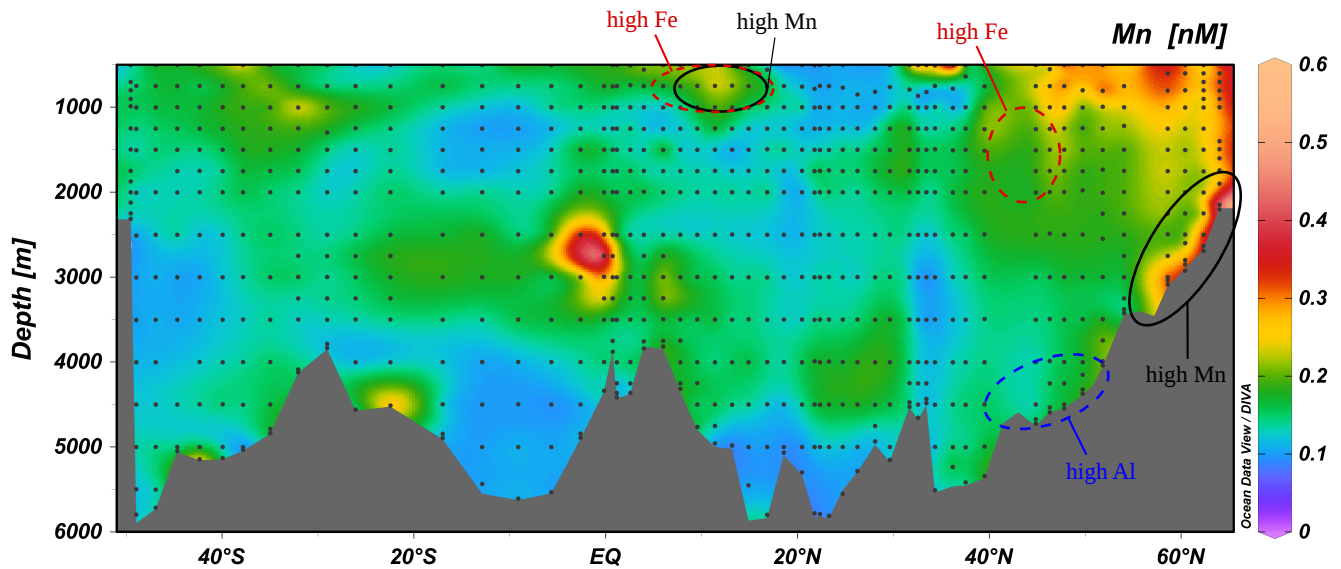 high Fe
high Mn
high Fe
Mn [nM]
0.6
0.5
0.4
0.3
0.2
0.1
0
1000
2000
3000
4000
5000
6000
Depth [m]
high Mn
high Al
Ocean Data View / DIVA
40°S
20°S
EQ
20°N
40°N
60°N